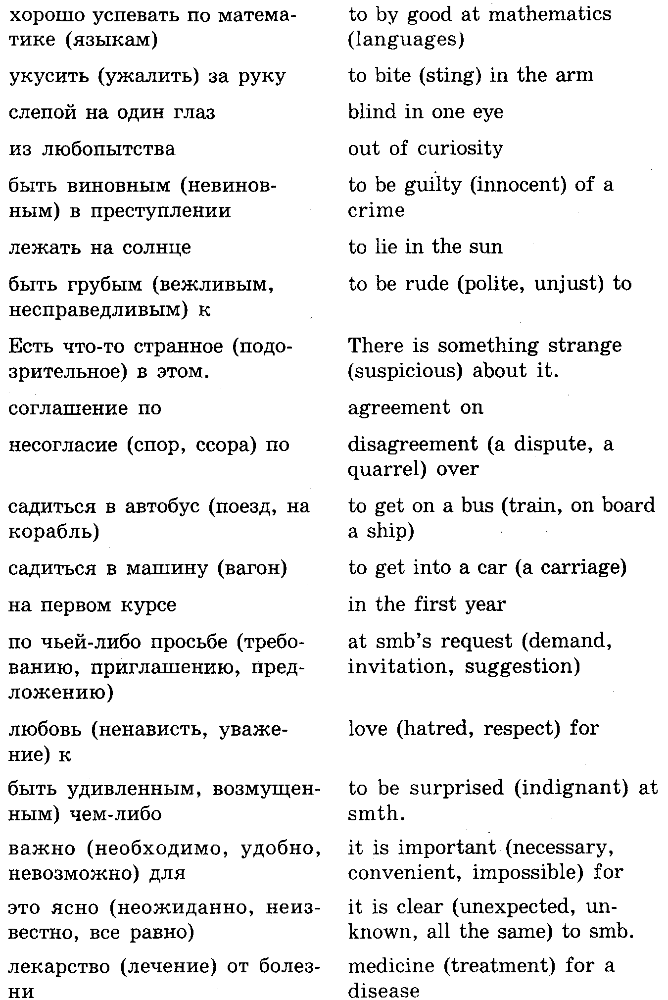 хорошо успевать по матема-
тике (языкам)
to by good at mathematics
(languages)
укусить (ужалить) за руку
to bite (sting) in the arm
слепой на один глаз
blind in one eye
из любопытства
out of curiosity
быть виновным (невинов-
ным) в преступлении
to be guilty (innocent) of a
crime
лежать на солнце
to lie in the sun
быть грубым (вежливым,
несправедливым) к
to be rude (polite, unjust) to
Есть что-то странное (подо-
зрительное) в этом.
There is something strange
(suspicious) about it.
соглашение по
agreement on
несогласие (спор, ссора) по
disagreement (a dispute, a
quarrel) over
садиться в автобус (поезд, на
корабль)
to get on a bus (train, on board
a ship)
садиться в машину (вагон)
to get into a car (a carriage)
на первом курсе
in the first year
по чьей-либо просьбе (требо-
ванию, приглашению, пред-
ложению)
at smb's request (demand,
invitation, suggestion)
любовь (ненависть, уваже-
ние) к
love (hatred, respect) for
быть удивленным, возмущен-
ным) чем-либо
to be surprised (indignant) at
smth.
важно (необходимо, удобно,
невозможно) для
it is important (necessary,
convenient, impossible) for
это ясно (неожиданно, неиз-
вестно, все равно)
it is clear (unexpected, un-
known, all the same) to smb.
лекарство (лечение) от болез-
ни
medicine (treatment) for a
disease